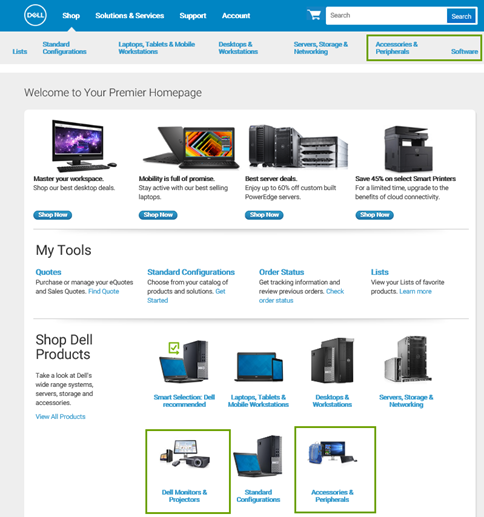 DELL
Shop
Solutions & Services
Support
Account
Search
Search
Lists
Standard
Configurations
Laptops, Tablets & Mobile
Workstations
Desktops &
Workstations
Servers, Storage &
Networking
Accessories &
Peripherals
Software
Welcome to Your Premier Homepage
Master your workspace.
Shop our best desktop deals.
Shop Now
Mobility is full of promise.
Stay active with our best selling
laptops.
Shop Now
Best server deals.
Enjoy up to 60% off custom built
PowerEdge servers.
Shop Now
Save 45% on select Smart Printers
For a limited time, upgrade to the
benefits of cloud connectivity.
Shop Now
My Tools
Quotes
Purchase or manage your eQuotes
and Sales Quotes. Find Quote
Standard Configurations
Choose from your catalog of
products and solutions. Get
Started
Order Status
Get tracking information and
review previous orders. Check
order status
Lists
View your Lists of favorite
products. Learn more
Shop Dell
Products
Take a look at Dell's
wide range systems,
servers, storage and
accessories.
View All Products
Smart Selection: Dell
recommended
Laptops, Tablets &
Mobile Workstations
Desktops &
Workstations
Servers, Storage &
Networking
Dell Monitors &
Projectors
Standard
Configurations
Accessories &
Peripherals